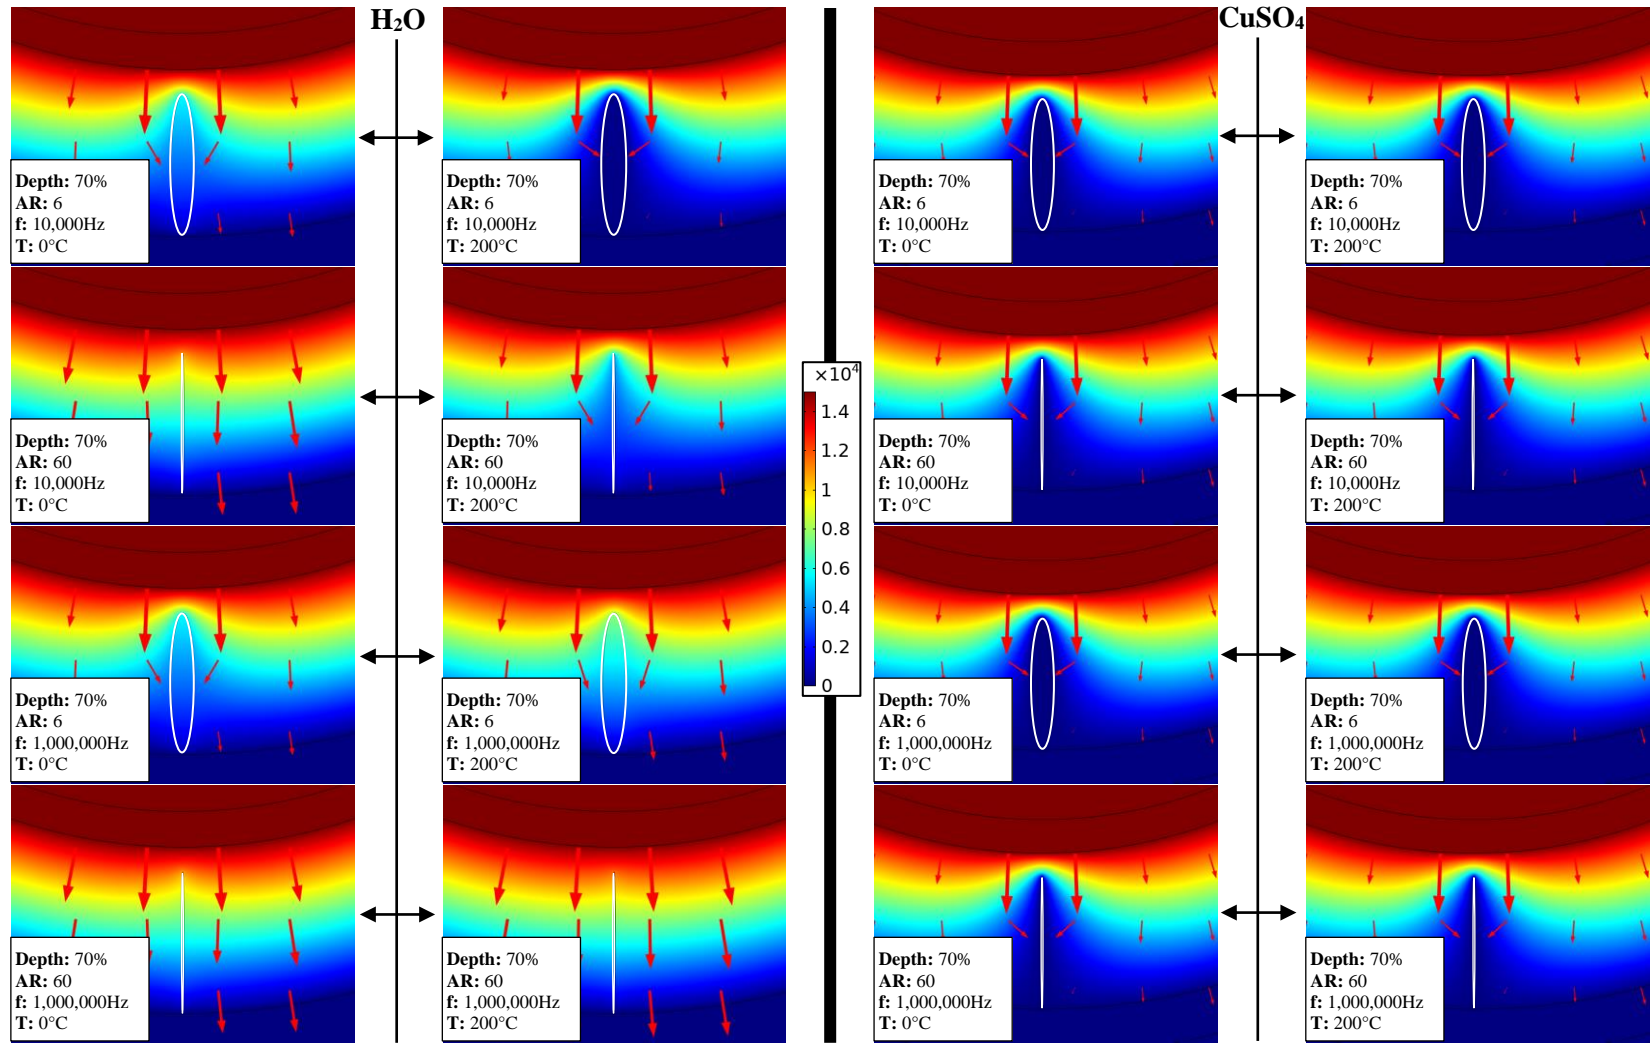 H₂O
CuSO₄
Depth: 70%
AR: 6
f: 10,000Hz
T: 0°C
Depth: 70%
AR: 6
f: 10,000Hz
T: 200°C
Depth: 70%
AR: 6
f: 10,000Hz
T: 0°C
Depth: 70%
AR: 6
f: 10,000Hz
T: 200°C
Depth: 70%
AR: 60
f: 10,000Hz
T: 0°C
Depth: 70%
AR: 60
f: 10,000Hz
T: 200°C
×10⁴
1.4
1.2
1
0.8
0.6
0.4
0.2
0
Depth: 70%
AR: 60
f: 10,000Hz
T: 0°C
Depth: 70%
AR: 60
f: 10,000Hz
T: 200°C
Depth: 70%
AR: 6
f: 1,000,000Hz
T: 0°C
Depth: 70%
AR: 6
f: 1,000,000Hz
T: 200°C
Depth: 70%
AR: 6
f: 1,000,000Hz
T: 0°C
Depth: 70%
AR: 6
f: 1,000,000Hz
T: 200°C
Depth: 70%
AR: 60
f: 1,000,000Hz
T: 0°C
Depth: 70%
AR: 60
f: 1,000,000Hz
T: 200°C
Depth: 70%
AR: 60
f: 1,000,000Hz
T: 0°C
Depth: 70%
AR: 60
f: 1,000,000Hz
T: 200°C